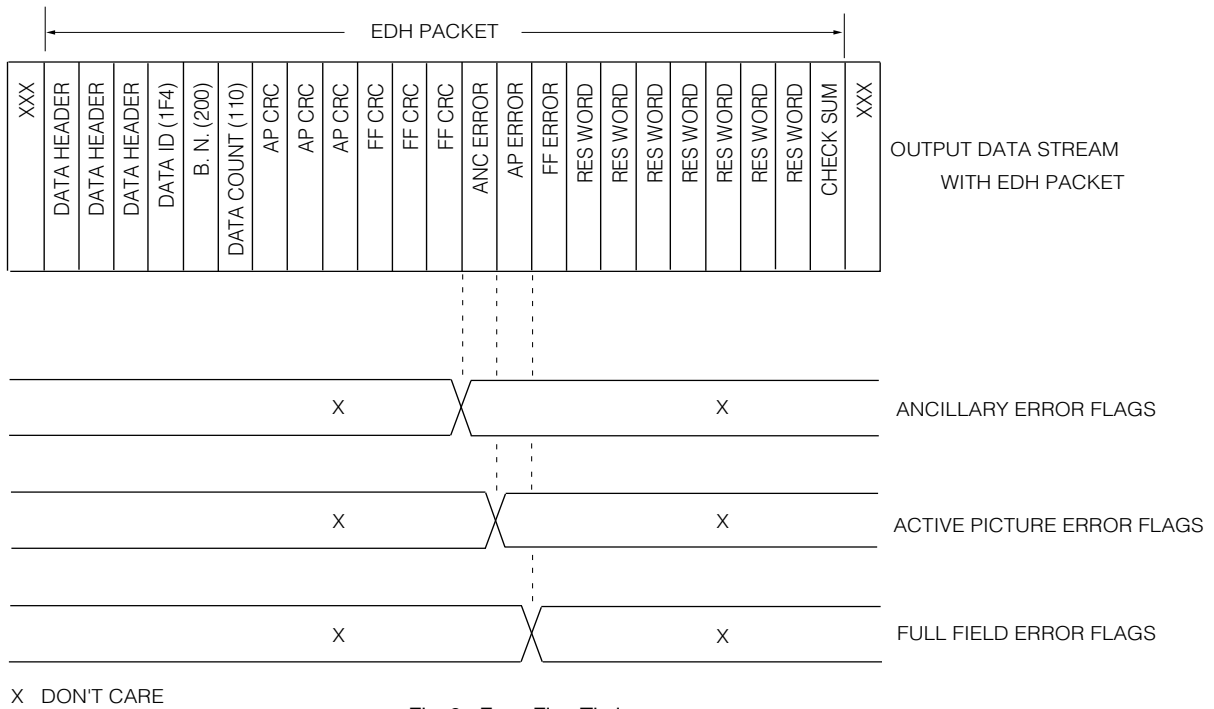 EDH PACKET
XXX
DATA HEADER
DATA HEADER
DATA HEADER
DATA ID (1F4)
B. N. (200)
DATA COUNT (110)
AP CRC
AP CRC
AP CRC
FF CRC
FF CRC
FF CRC
ANC ERROR
AP ERROR
FF ERROR
RES WORD
RES WORD
RES WORD
RES WORD
RES WORD
RES WORD
RES WORD
CHECK SUM
XXX
OUTPUT DATA STREAM
WITH EDH PACKET
X X ANCILLARY ERROR FLAGS
X X ACTIVE PICTURE ERROR FLAGS
X X FULL FIELD ERROR FLAGS
X DON'T CARE